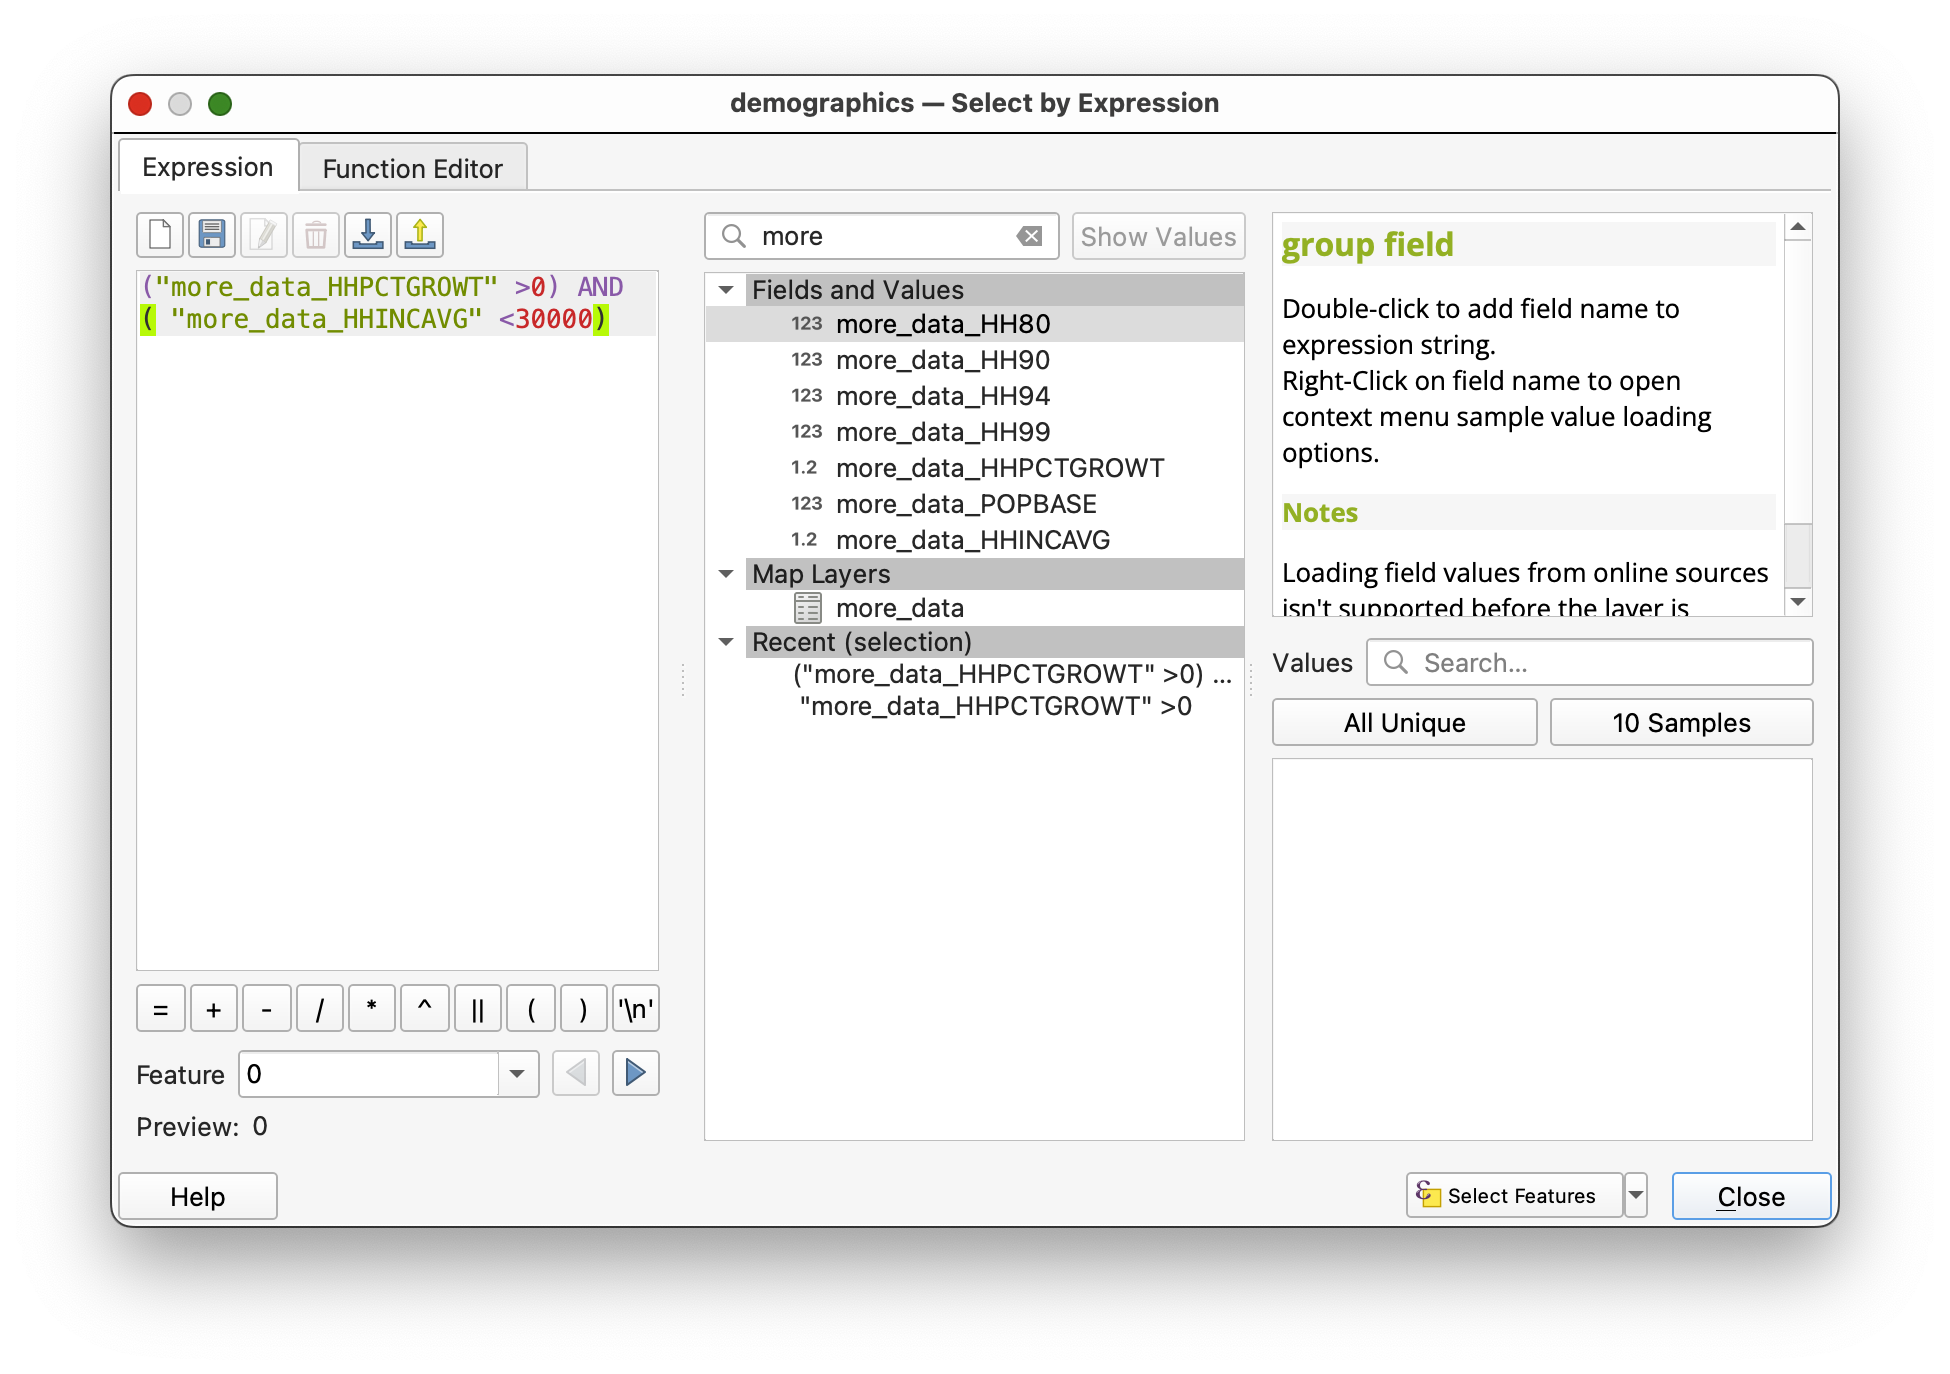 demographics — Select by Expression
Expression
Function Editor
("more_data_HHPCTGROWT" >0) AND
( "more_data_HHINCAVG" <30000)
= + - / * ^ || ( ) '\n'
Feature 0
Preview: 0
more
Show Values
Fields and Values
123 more_data_HH80
123 more_data_HH90
123 more_data_HH94
123 more_data_HH99
1.2 more_data_HHPCTGROWT
123 more_data_POPBASE
1.2 more_data_HHINCAVG
Map Layers
more_data
Recent (selection)
("more_data_HHPCTGROWT" >0) ...
"more_data_HHPCTGROWT" >0
group field
Double-click to add field name to
expression string.
Right-Click on field name to open
context menu sample value loading
options.
Notes
Loading field values from online sources
isn't supported before the layer is
Values Search...
All Unique
10 Samples
Help
Select Features
Close